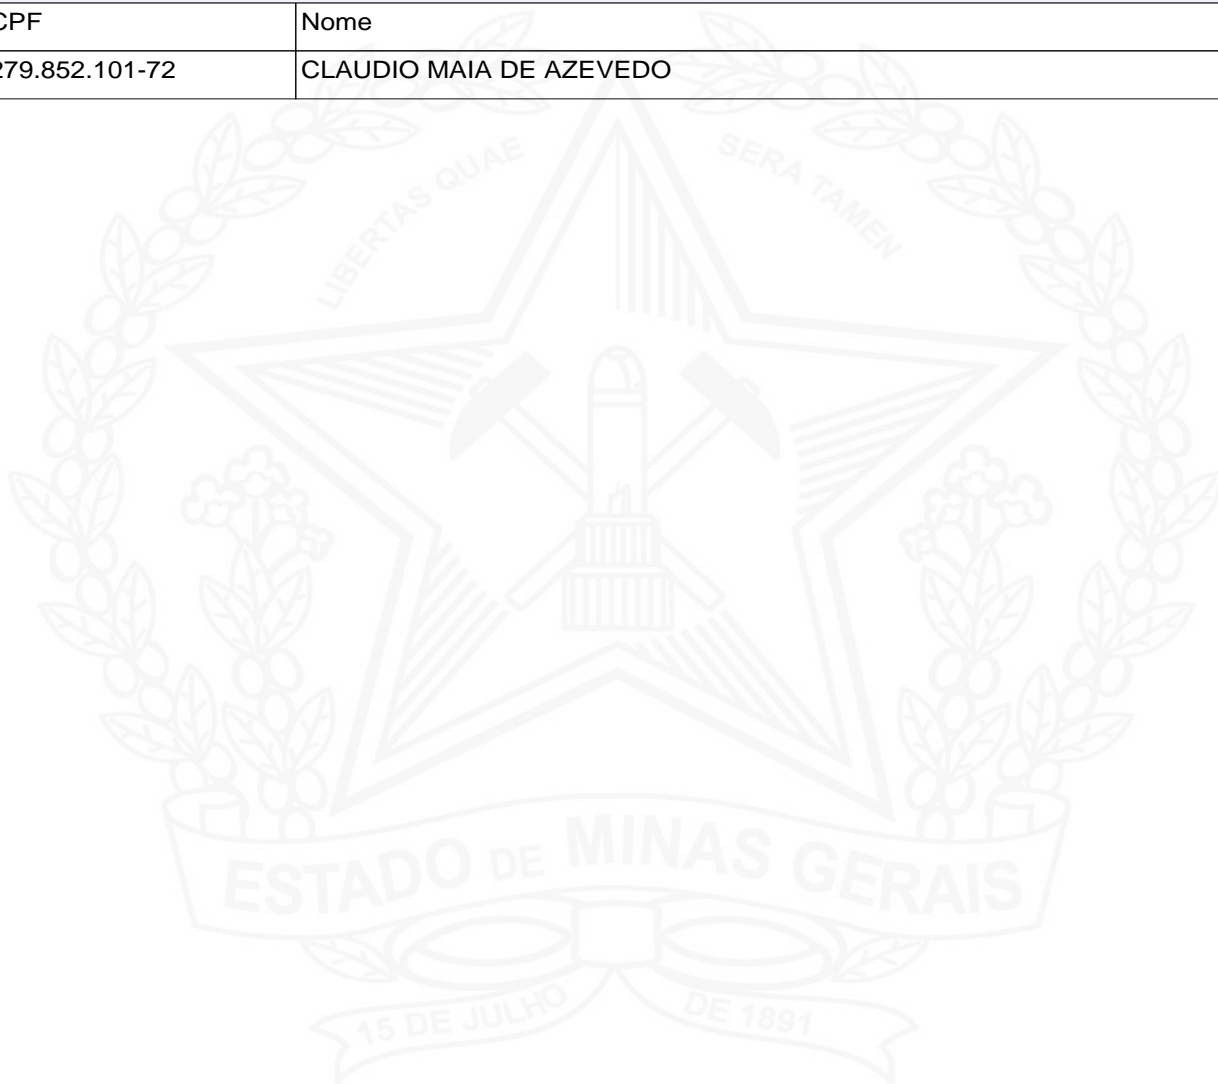 CPF Nome
279.852.101-72 CLAUDIO MAIA DE AZEVEDO
LIBERTAS QUAE SERA TAMEN
ESTADO DE MINAS GERAIS
15 DE JULHO DE 1891